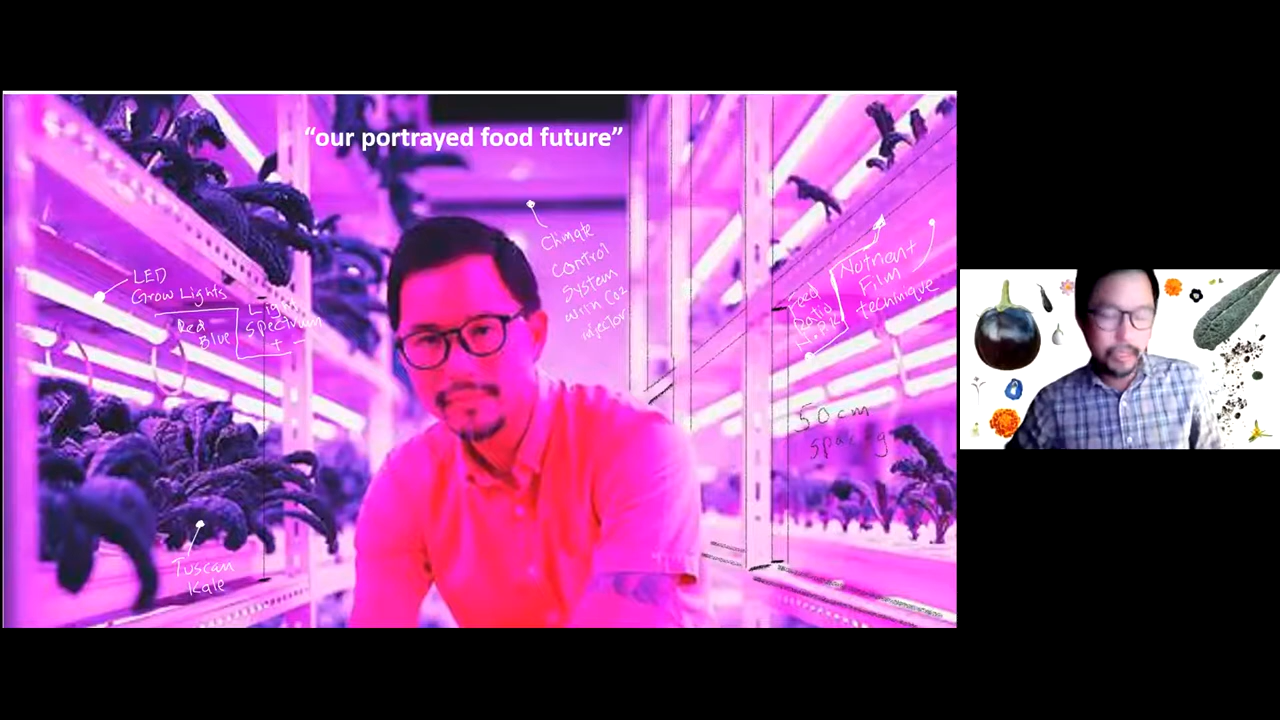 “our portrayed food future”
LED
Grow Lights
Red
Blue
Light
Spectrum
+ -
Climate
Control
System
with Co2
injector
Nutrient
Film
technique
Feed
Ratio
N.P.K
50cm
spacing
Tuscan
Kale